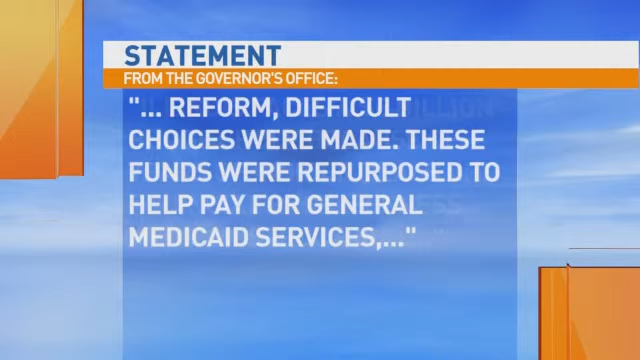 STATEMENT
FROM THE GOVERNOR'S OFFICE:
"... REFORM, DIFFICULT
CHOICES WERE MADE. THESE
FUNDS WERE REPURPOSED TO
HELP PAY FOR GENERAL
MEDICAID SERVICES,..."